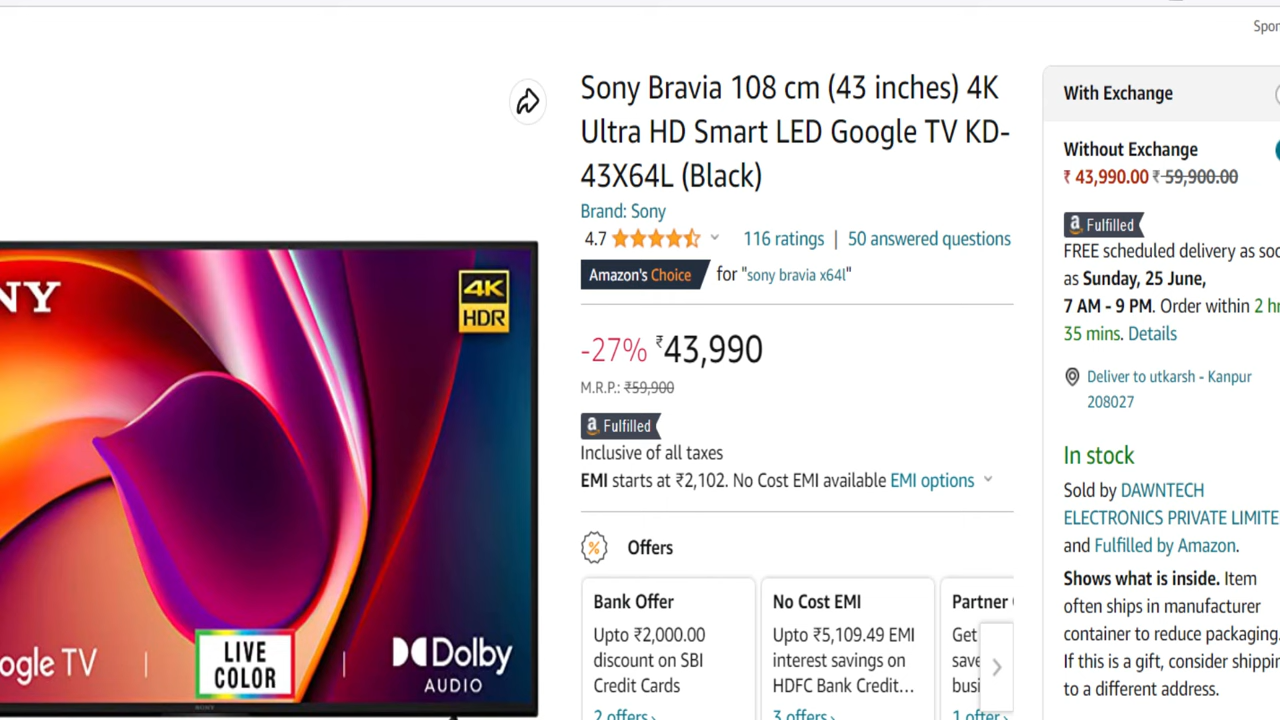 Spon
Sony Bravia 108 cm (43 inches) 4K
Ultra HD Smart LED Google TV KD-
43X64L (Black)
Brand: Sony
4.7 116 ratings | 50 answered questions
Amazon's Choice for "sony bravia x64l"
-27% ₹43,990
M.R.P.: ₹59,900
a Fulfilled
Inclusive of all taxes
EMI starts at ₹2,102. No Cost EMI available EMI options
% Offers
Bank Offer
Upto ₹2,000.00
discount on SBI
Credit Cards
2 offers›
No Cost EMI
Upto ₹5,109.49 EMI
interest savings on
HDFC Bank Credit...
3 offers›
Partner
Get
save
busi
1 offer›
NY
4K
HDR
ogle TV
LIVE
COLOR
Dolby
AUDIO
SONY
With Exchange
Without Exchange
₹ 43,990.00 ₹ 59,900.00
a Fulfilled
FREE scheduled delivery as soo
as Sunday, 25 June,
7 AM - 9 PM. Order within 2 hr
35 mins. Details
Deliver to utkarsh - Kanpur
208027
In stock
Sold by DAWNTECH
ELECTRONICS PRIVATE LIMITE
and Fulfilled by Amazon.
Shows what is inside. Item
often ships in manufacturer
container to reduce packaging.
If this is a gift, consider shippin
to a different address.